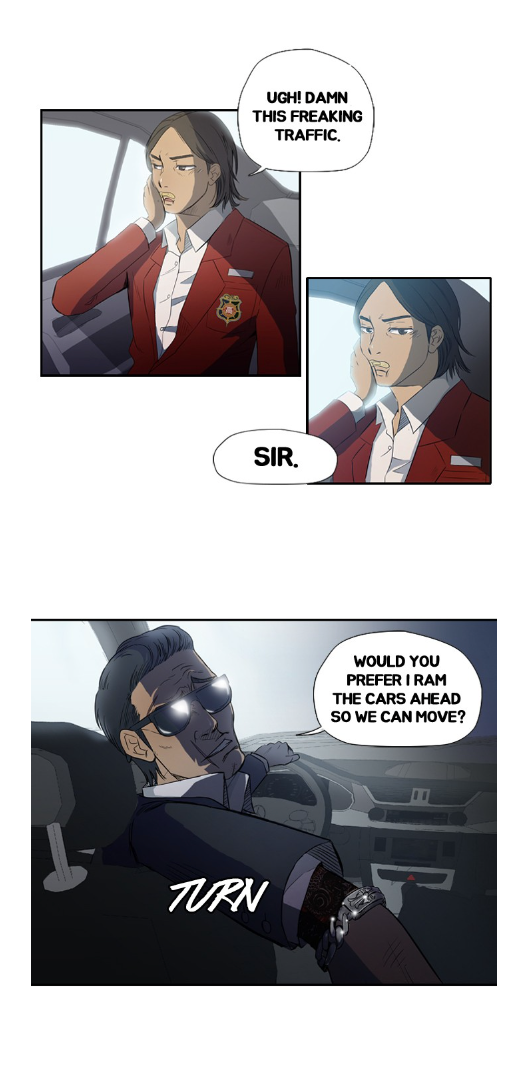 UGH! DAMN
THIS FREAKING
TRAFFIC.
SIR.
WOULD YOU
PREFER I RAM
THE CARS AHEAD
SO WE CAN MOVE?
TURN